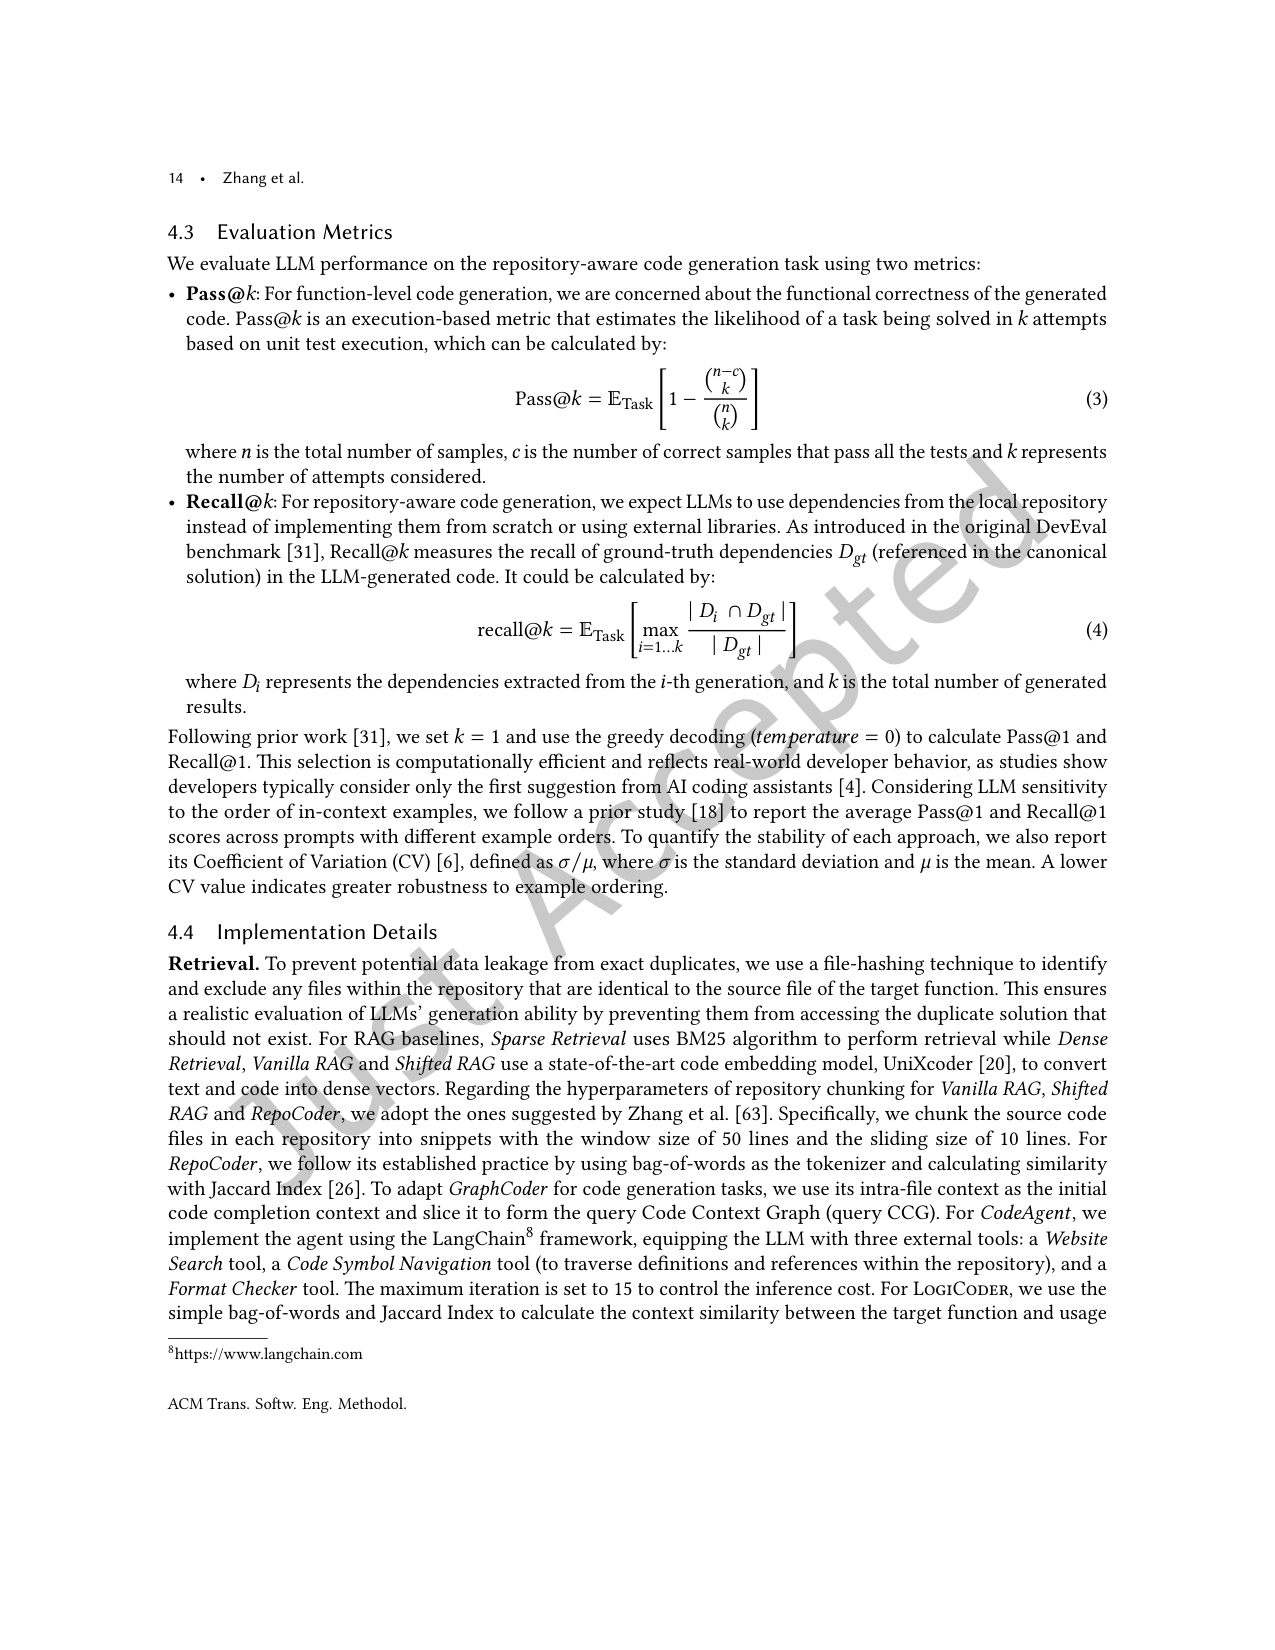 14 • Zhang et al.
4.3 Evaluation Metrics
We evaluate LLM performance on the repository-aware code generation task using two metrics:
• Pass@k: For function-level code generation, we are concerned about the functional correctness of the generated
code. Pass@k is an execution-based metric that estimates the likelihood of a task being solved in k attempts
based on unit test execution, which can be calculated by:
Pass@k = 𝔼_Task [1 − \binom{n−c}{k} / \binom{n}{k}] (3)
where n is the total number of samples, c is the number of correct samples that pass all the tests and k represents
the number of attempts considered.
• Recall@k: For repository-aware code generation, we expect LLMs to use dependencies from the local repository
instead of implementing them from scratch or using external libraries. As introduced in the original DevEval
benchmark [31], Recall@k measures the recall of ground-truth dependencies D_gt (referenced in the canonical
solution) in the LLM-generated code. It could be calculated by:
recall@k = 𝔼_Task [max_{i=1...k} | D_i ∩ D_gt | / | D_gt |] (4)
where D_i represents the dependencies extracted from the i-th generation, and k is the total number of generated
results.
Following prior work [31], we set k = 1 and use the greedy decoding (temperature = 0) to calculate Pass@1 and
Recall@1. This selection is computationally efficient and reflects real-world developer behavior, as studies show
developers typically consider only the first suggestion from AI coding assistants [4]. Considering LLM sensitivity
to the order of in-context examples, we follow a prior study [18] to report the average Pass@1 and Recall@1
scores across prompts with different example orders. To quantify the stability of each approach, we also report
its Coefficient of Variation (CV) [6], defined as σ/μ, where σ is the standard deviation and μ is the mean. A lower
CV value indicates greater robustness to example ordering.
4.4 Implementation Details
Retrieval. To prevent potential data leakage from exact duplicates, we use a file-hashing technique to identify
and exclude any files within the repository that are identical to the source file of the target function. This ensures
a realistic evaluation of LLMs' generation ability by preventing them from accessing the duplicate solution that
should not exist. For RAG baselines, Sparse Retrieval uses BM25 algorithm to perform retrieval while Dense
Retrieval, Vanilla RAG and Shifted RAG use a state-of-the-art code embedding model, UniXcoder [20], to convert
text and code into dense vectors. Regarding the hyperparameters of repository chunking for Vanilla RAG, Shifted
RAG and RepoCoder, we adopt the ones suggested by Zhang et al. [63]. Specifically, we chunk the source code
files in each repository into snippets with the window size of 50 lines and the sliding size of 10 lines. For
RepoCoder, we follow its established practice by using bag-of-words as the tokenizer and calculating similarity
with Jaccard Index [26]. To adapt GraphCoder for code generation tasks, we use its intra-file context as the initial
code completion context and slice it to form the query Code Context Graph (query CCG). For CodeAgent, we
implement the agent using the LangChain⁸ framework, equipping the LLM with three external tools: a Website
Search tool, a Code Symbol Navigation tool (to traverse definitions and references within the repository), and a
Format Checker tool. The maximum iteration is set to 15 to control the inference cost. For LogiCoder, we use the
simple bag-of-words and Jaccard Index to calculate the context similarity between the target function and usage
⁸https://www.langchain.com
ACM Trans. Softw. Eng. Methodol.
Just Accepted